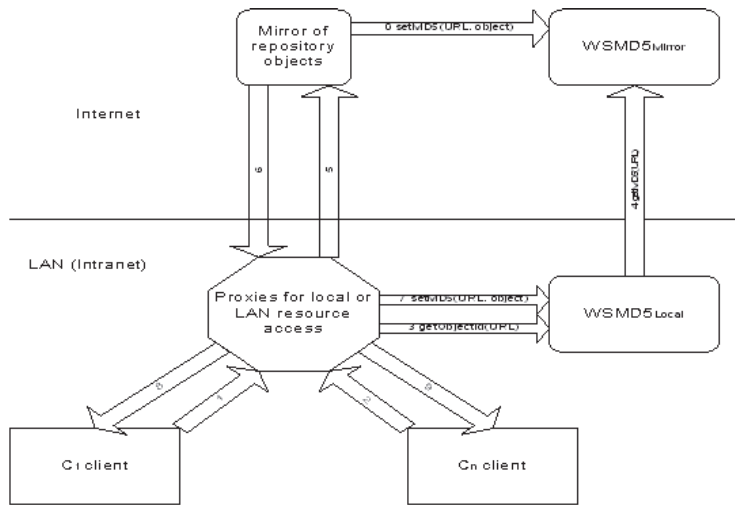 Mirror of
repository
objects
0 setMD5(URL, object)
WSMD5Mirror
Internet
6
5
4 getMD5(URL)
LAN (Intranet)
Proxies for local or
LAN resource
access
7 setMD5(URL, object)
3 getObjectId(URL)
WSMD5Local
8
1
2
9
C1 client
Cn client